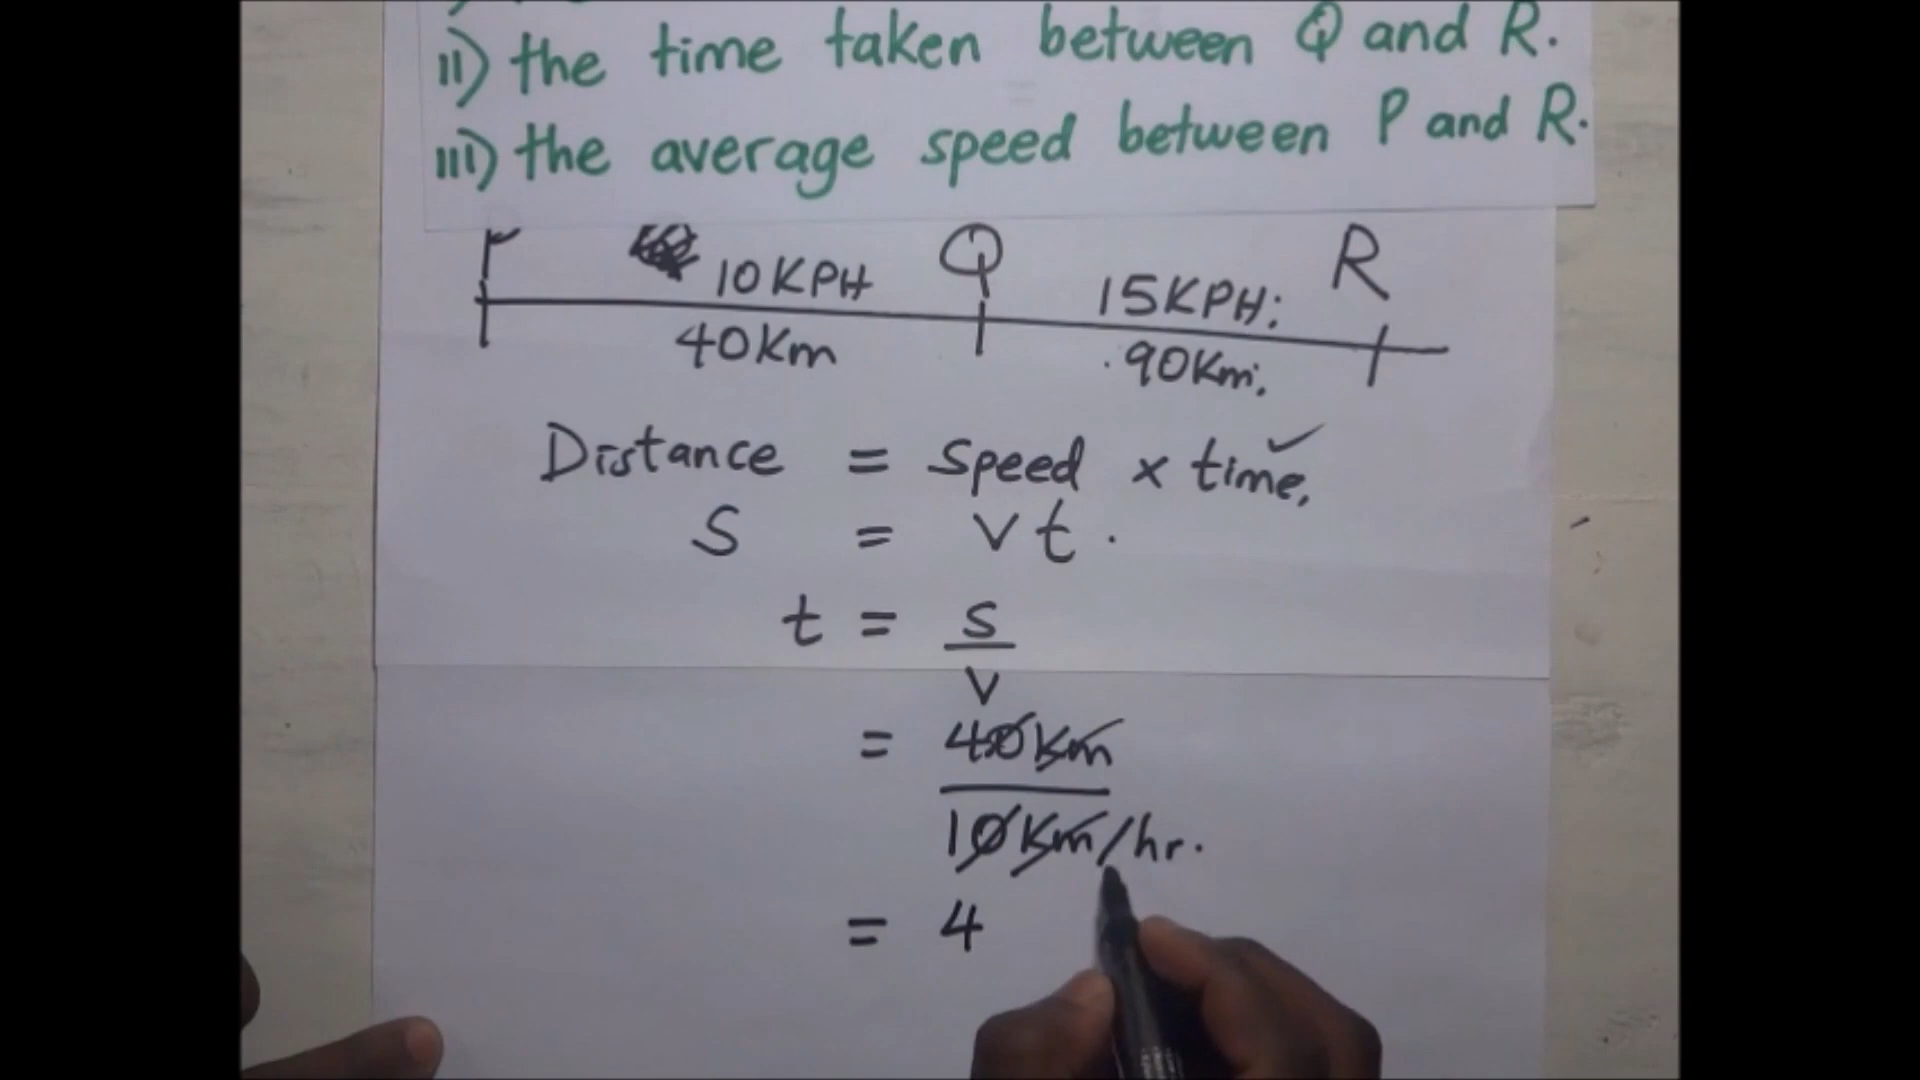 ii) the time taken between Q and R.
iii) the average speed between P and R.
P 10KPH Q 15KPH: R
40Km .90Km.
Distance = Speed x time.
S = vt.
t = s
v
= 40Km
10Km/hr.
= 4